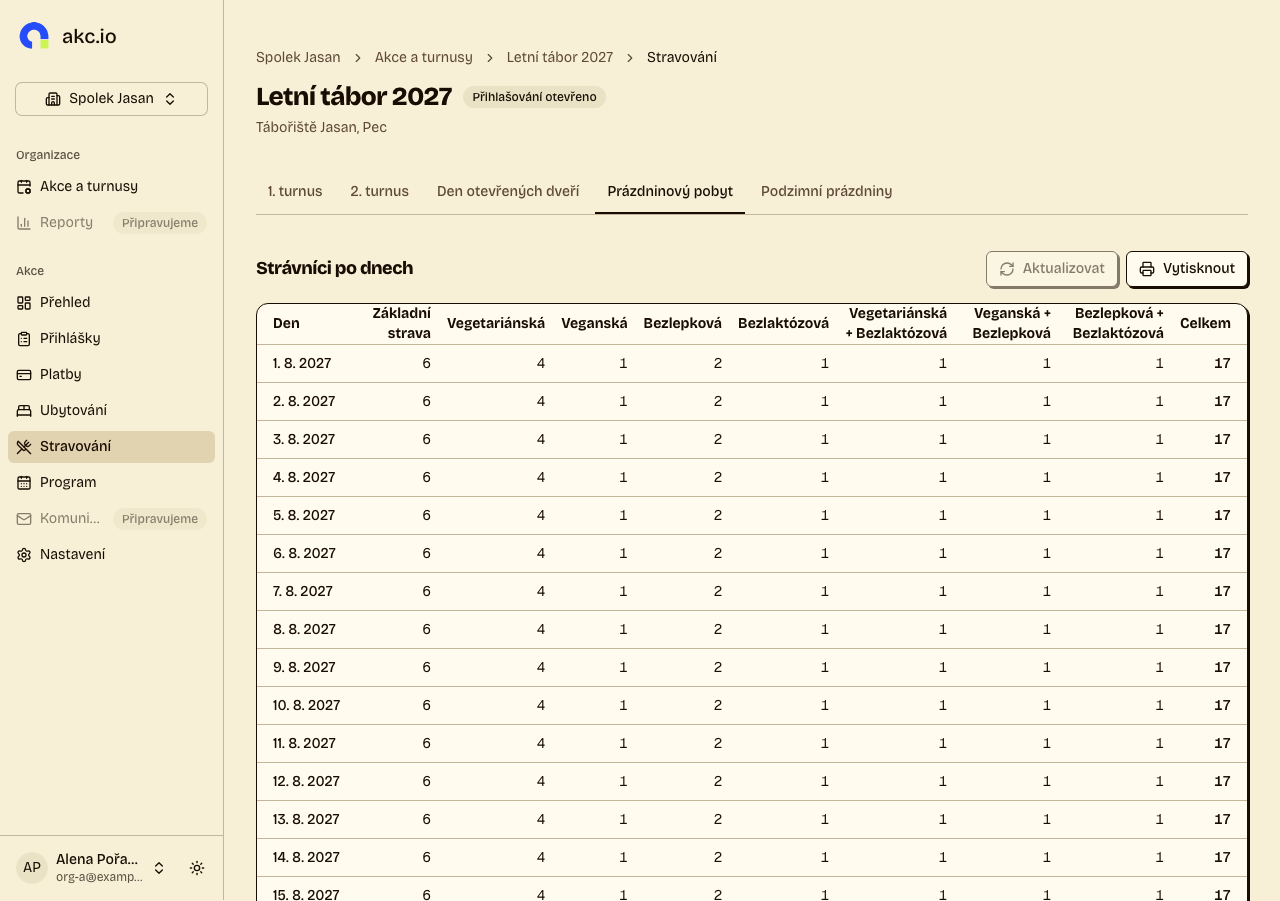 akc.io
Spolek Jasan
Organizace
Akce a turnusy
Reporty Připravujeme
Akce
Přehled
Přihlášky
Platby
Ubytování
Stravování
Program
Komuni... Připravujeme
Nastavení
AP
Alena Pořa...
org-a@examp...
Spolek Jasan > Akce a turnusy > Letní tábor 2027 > Stravování
Letní tábor 2027 Přihlašování otevřeno
Tábořiště Jasan, Pec
1. turnus 2. turnus Den otevřených dveří Prázdninový pobyt Podzimní prázdniny
Strávníci po dnech Aktualizovat Vytisknout
Den Základní strava Vegetariánská Veganská Bezlepková Bezlaktózová Vegetariánská + Bezlaktózová Veganská + Bezlepková Bezlepková + Bezlaktózová Celkem
1. 8. 2027 6 4 1 2 1 1 1 1 17
2. 8. 2027 6 4 1 2 1 1 1 1 17
3. 8. 2027 6 4 1 2 1 1 1 1 17
4. 8. 2027 6 4 1 2 1 1 1 1 17
5. 8. 2027 6 4 1 2 1 1 1 1 17
6. 8. 2027 6 4 1 2 1 1 1 1 17
7. 8. 2027 6 4 1 2 1 1 1 1 17
8. 8. 2027 6 4 1 2 1 1 1 1 17
9. 8. 2027 6 4 1 2 1 1 1 1 17
10. 8. 2027 6 4 1 2 1 1 1 1 17
11. 8. 2027 6 4 1 2 1 1 1 1 17
12. 8. 2027 6 4 1 2 1 1 1 1 17
13. 8. 2027 6 4 1 2 1 1 1 1 17
14. 8. 2027 6 4 1 2 1 1 1 1 17
15. 8. 2027 6 4 1 2 1 1 1 1 17